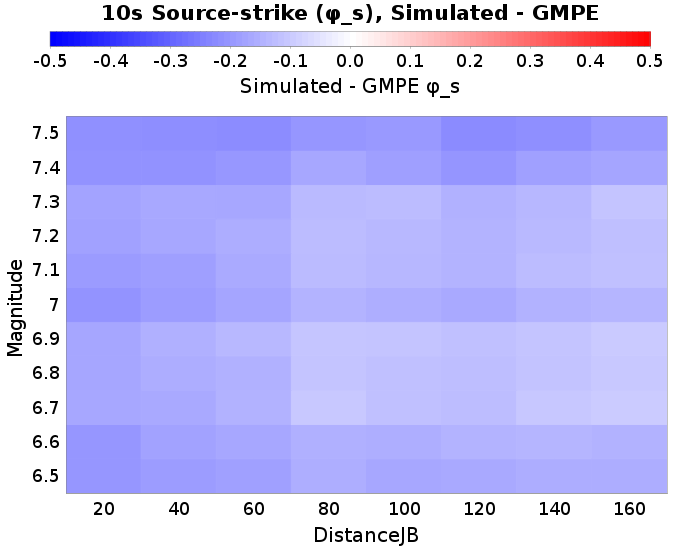 10s Source-strike (φ_s), Simulated - GMPE
-0.5 -0.4 -0.3 -0.2 -0.1 0.0 0.1 0.2 0.3 0.4 0.5
Simulated - GMPE φ_s
Magnitude
7.5
7.4
7.3
7.2
7.1
7
6.9
6.8
6.7
6.6
6.5
20 40 60 80 100 120 140 160
DistanceJB